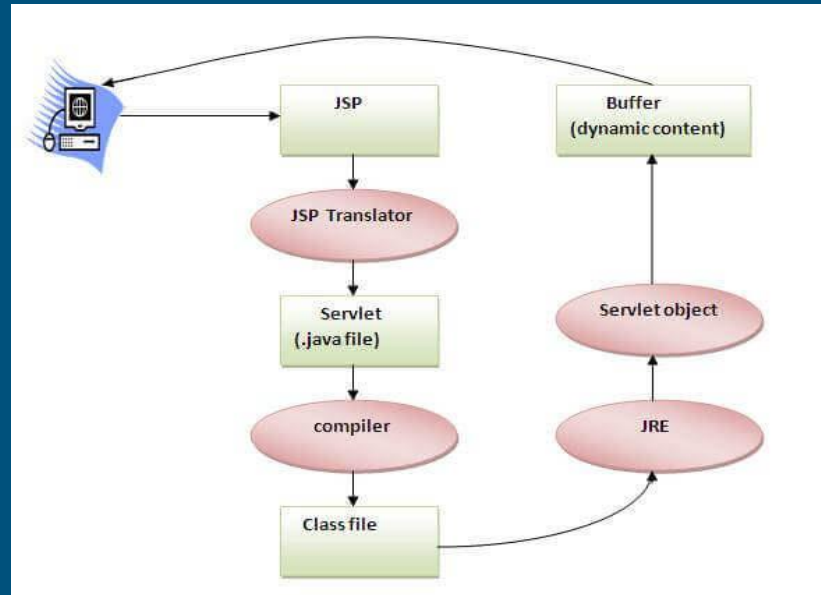 JSP
Buffer
(dynamic content)
JSP Translator
Servlet
(.java file)
Servlet object
compiler
JRE
Class file